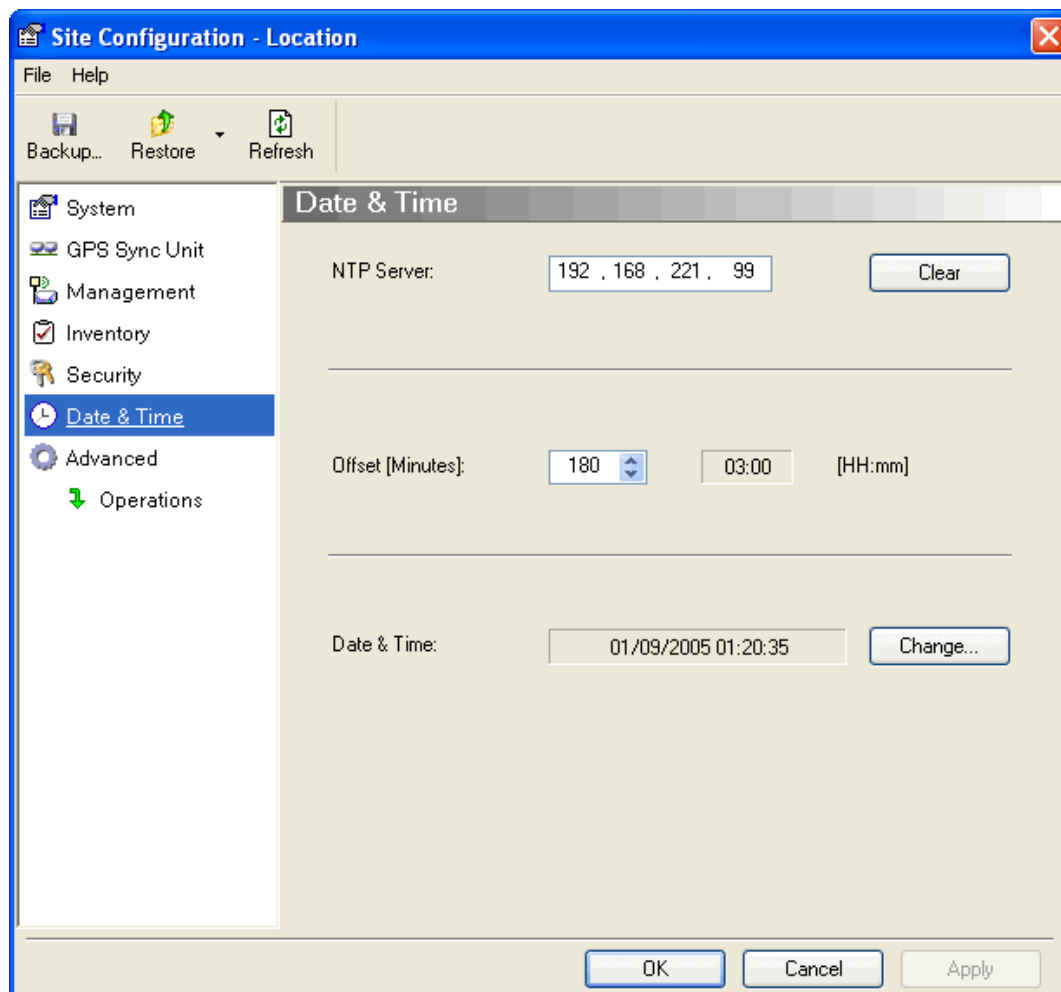 Site Configuration - Location
File Help
Backup... Restore Refresh
System
GPS Sync Unit
Management
Inventory
Security
Date & Time
Advanced
Operations
Date & Time
NTP Server: 192 . 168 . 221 . 99 Clear
Offset [Minutes]: 180 03:00 [HH:mm]
Date & Time: 01/09/2005 01:20:35 Change...
OK Cancel Apply